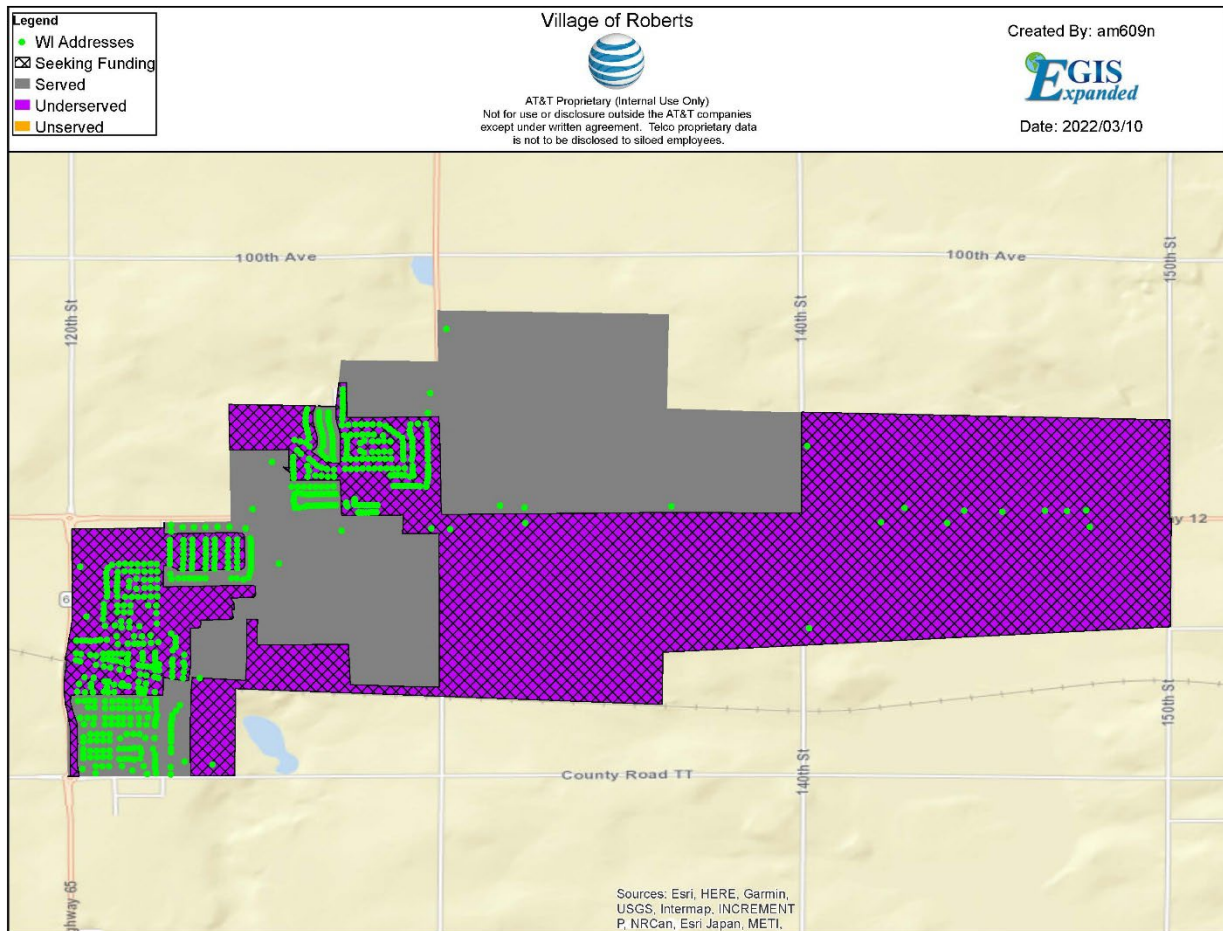 Legend
WI Addresses
Seeking Funding
Served
Underserved
Unserved
Village of Roberts
AT&T Proprietary (Internal Use Only)
Not for use or disclosure outside the AT&T companies
except under written agreement. Telco proprietary data
is not to be disclosed to siloed employees.
Created By: am609n
EGIS
Expanded
Date: 2022/03/10
100th Ave
100th Ave
120th St
140th St
150th St
y 12
6
County Road TT
140th St
150th St
ghway 65
Sources: Esri, HERE, Garmin,
USGS, Intermap, INCREMENT
P, NRCan, Esri Japan, METI,